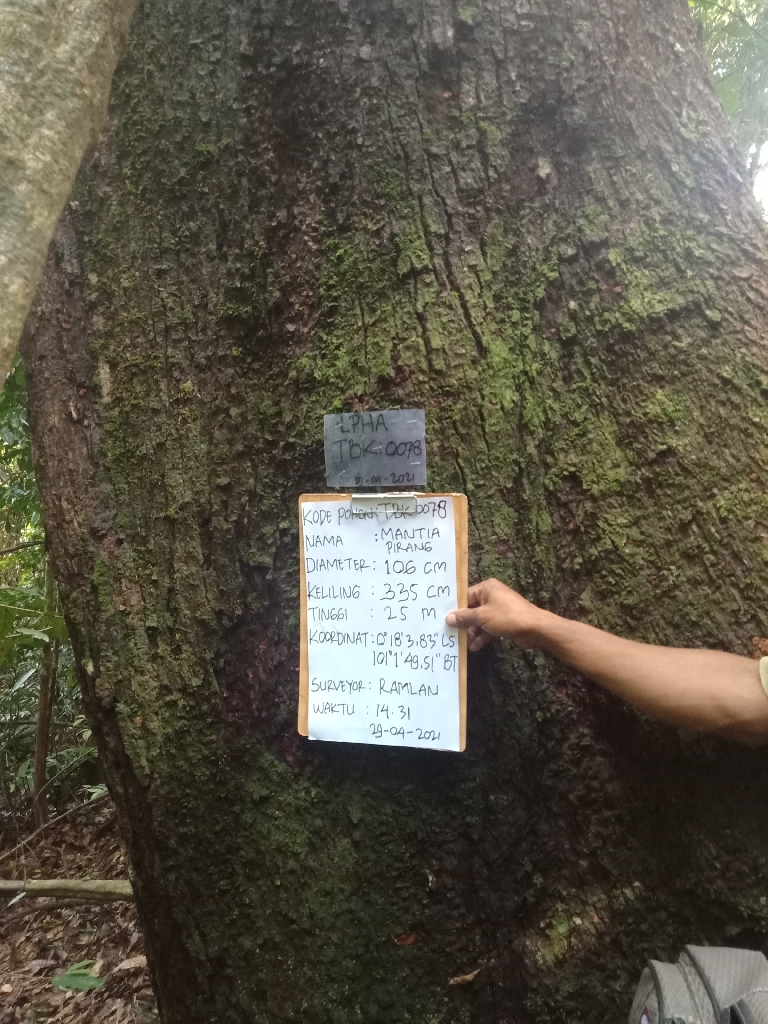 LPHA
TBK:0078
29-04-2021
KODE POHON:TBK 0078
NAMA : MANTIA
PIRANG
DIAMETER: 106 CM
KELILING : 335 CM
TINGGI : 25 M
KOORDINAT: 0°18'3,83" LS
101°1'49,51" BT
SURVEYOR: RAMLAN
WAKTU : 14.31
29-04-2021